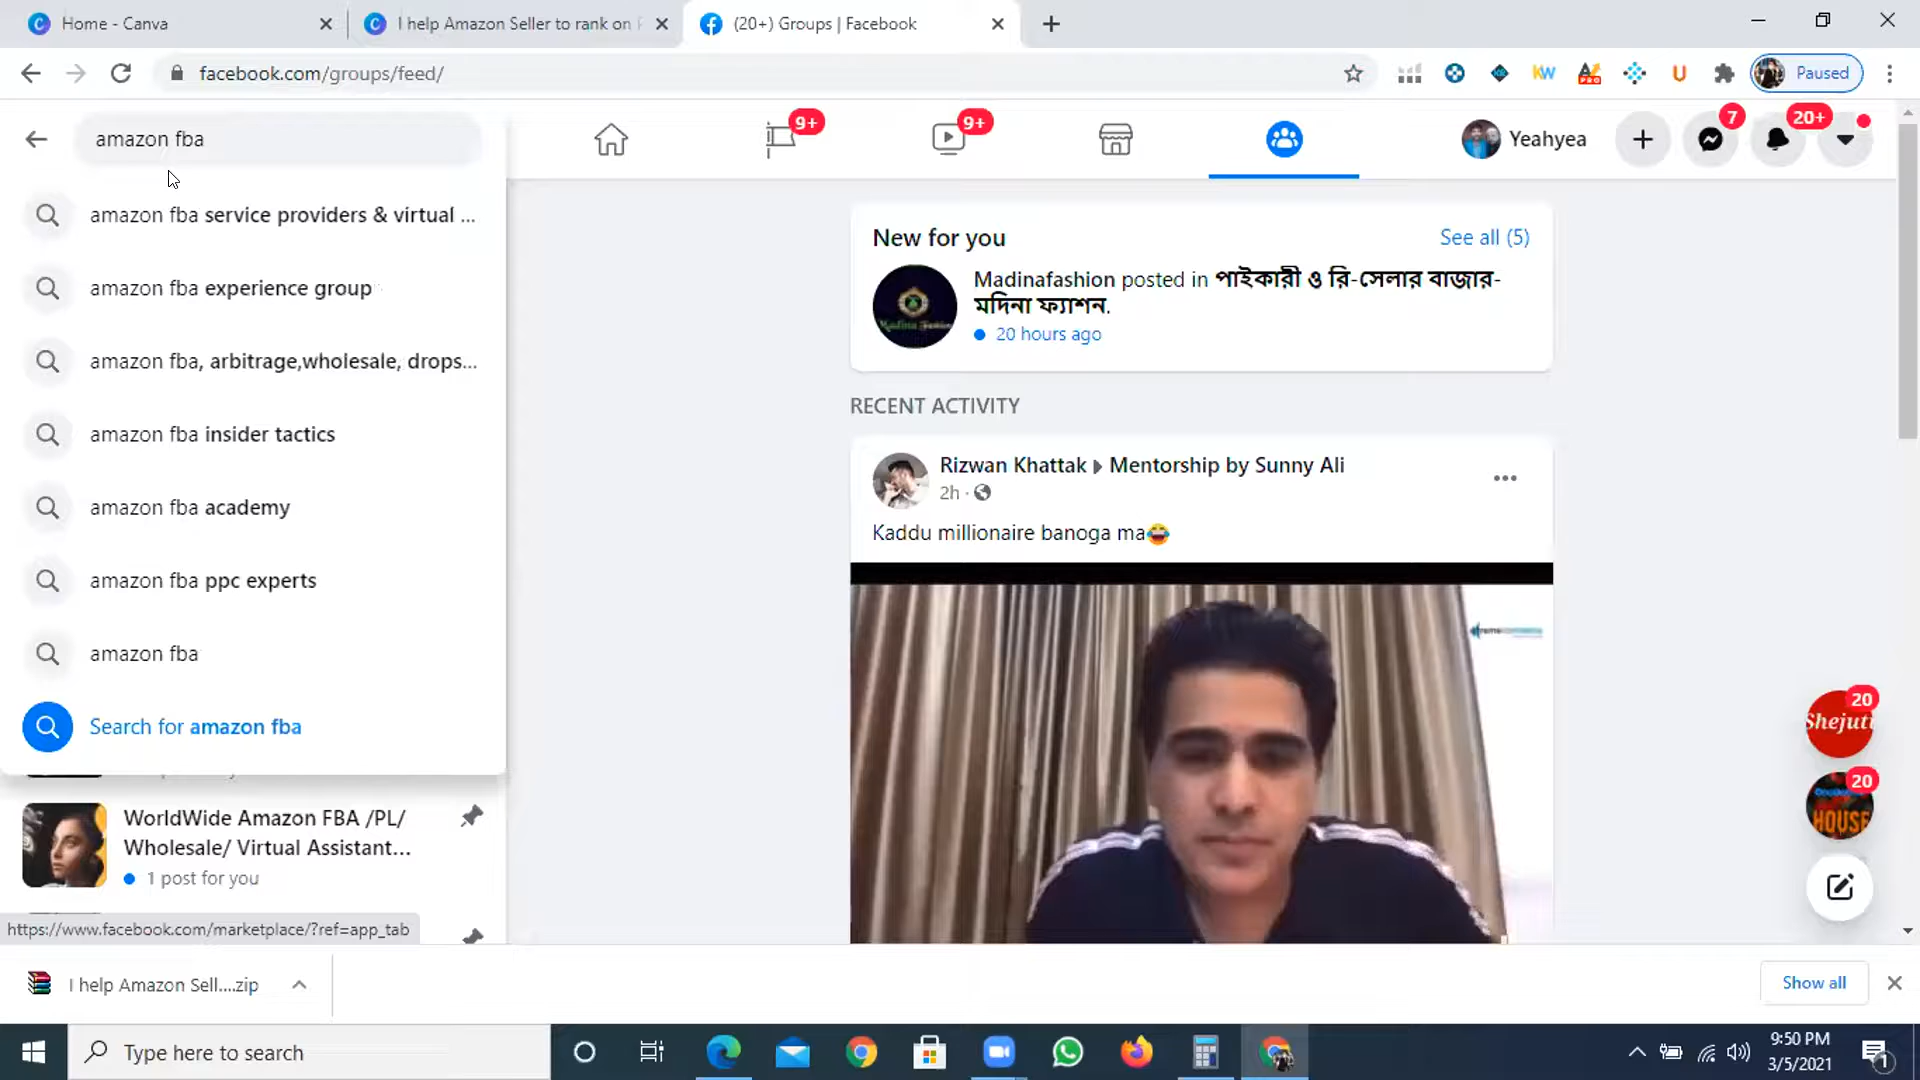 Home - Canva
I help Amazon Seller to rank on
(20+) Groups | Facebook
facebook.com/groups/feed/
KW
PRO
U
Paused
amazon fba
9+
9+
Yeahyea
7
20+
amazon fba service providers & virtual ...
amazon fba experience group
amazon fba, arbitrage,wholesale, drops...
amazon fba insider tactics
amazon fba academy
amazon fba ppc experts
amazon fba
Search for amazon fba
WorldWide Amazon FBA /PL/
Wholesale/ Virtual Assistant...
1 post for you
https://www.facebook.com/marketplace/?ref=app_tab
New for you
See all (5)
Madinafashion posted in পাইকারী ও রি-সেলার বাজার-
মদিনা ফ্যাশন.
20 hours ago
RECENT ACTIVITY
Rizwan Khattak Mentorship by Sunny Ali
2h ·
Kaddu millionaire banoga ma😂
20
Shejuti
20
HOUSE
I help Amazon Sell....zip
Show all
Type here to search
9:50 PM
3/5/2021
1